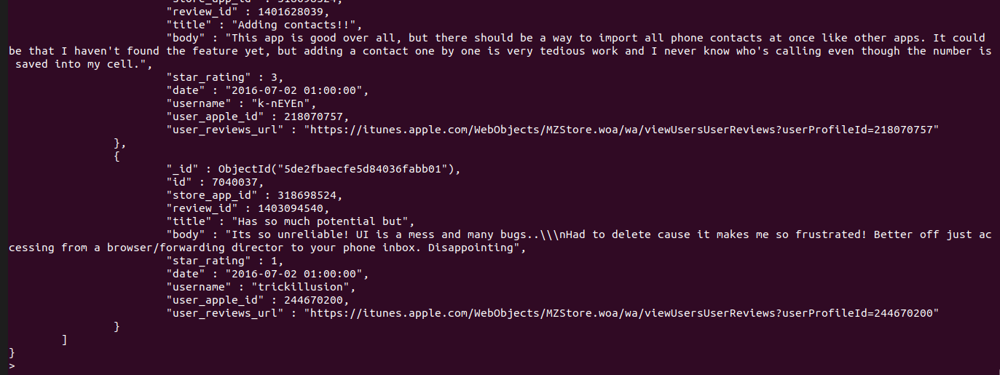 "store_app_id" : 318698524,
"review_id" : 1401628039,
"title" : "Adding contacts!!",
"body" : "This app is good over all, but there should be a way to import all phone contacts at once like other apps. It could
be that I haven't found the feature yet, but adding a contact one by one is very tedious work and I never know who's calling even though the number is
saved into my cell.",
"star_rating" : 3,
"date" : "2016-07-02 01:00:00",
"username" : "k-nEYEn",
"user_apple_id" : 218070757,
"user_reviews_url" : "https://itunes.apple.com/WebObjects/MZStore.woa/wa/viewUsersUserReviews?userProfileId=218070757"
},
{
"_id" : ObjectId("5de2fbaecfe5d84036fabb01"),
"id" : 7040037,
"store_app_id" : 318698524,
"review_id" : 1403094540,
"title" : "Has so much potential but",
"body" : "Its so unreliable! UI is a mess and many bugs..\\\nHad to delete cause it makes me so frustrated! Better off just ac
cessing from a browser/forwarding director to your phone inbox. Disappointing",
"star_rating" : 1,
"date" : "2016-07-02 01:00:00",
"username" : "trickillusion",
"user_apple_id" : 244670200,
"user_reviews_url" : "https://itunes.apple.com/WebObjects/MZStore.woa/wa/viewUsersUserReviews?userProfileId=244670200"
}
]
}
>